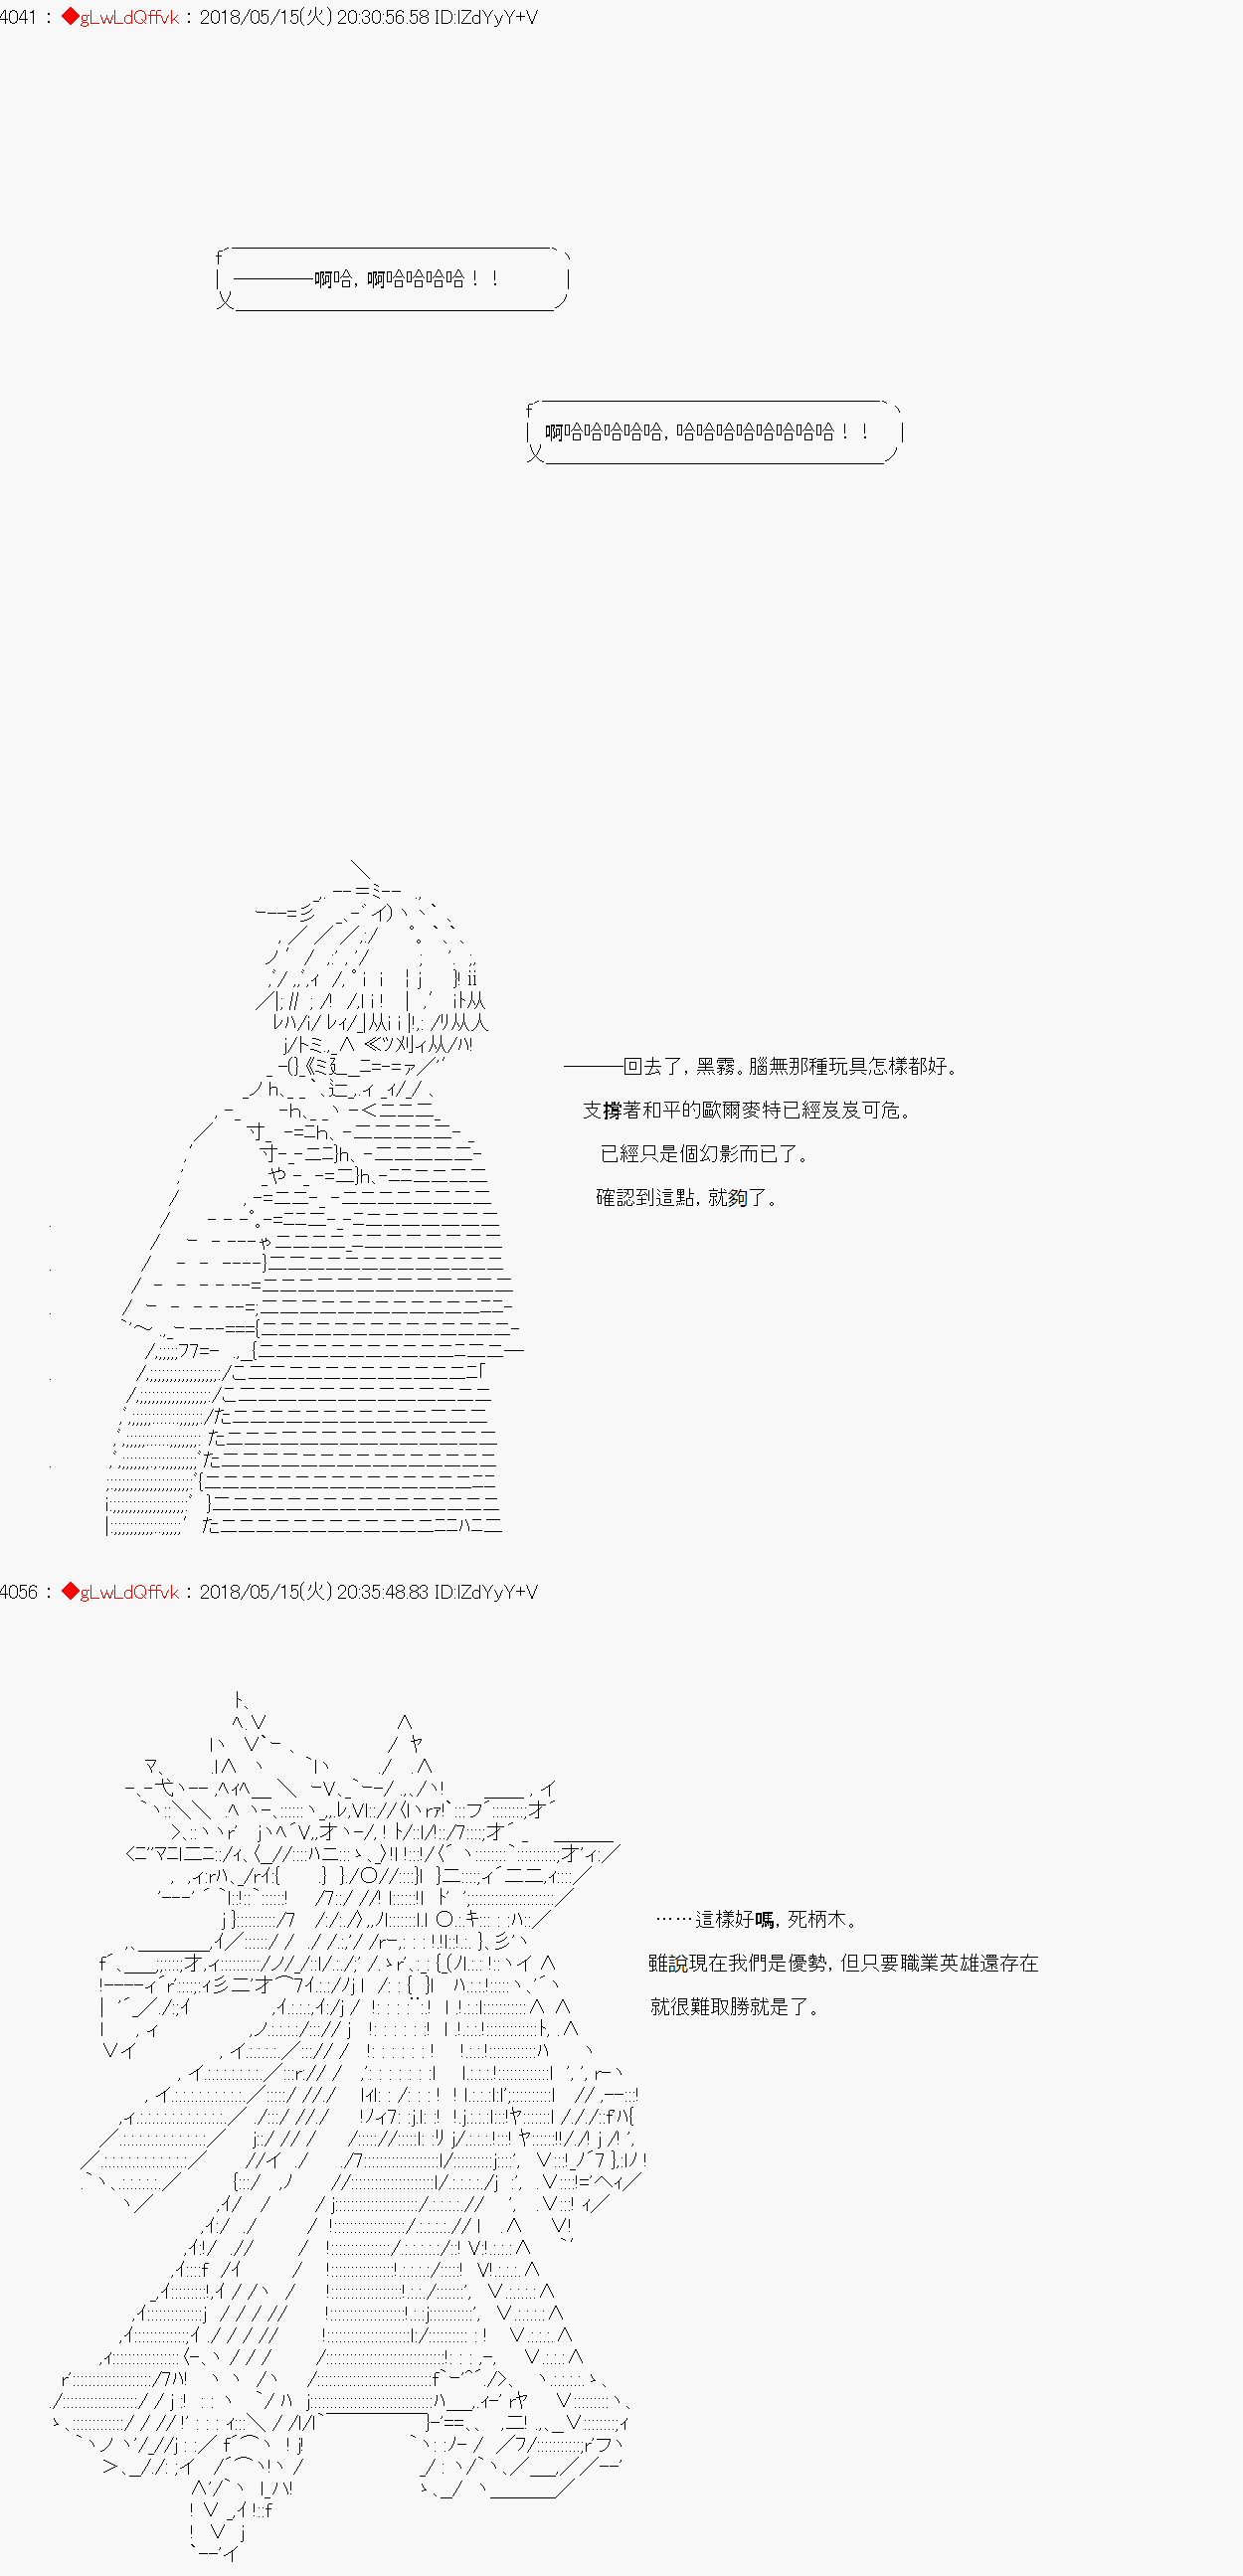 4041 ： ◆gLwLdQffvk ： 2018/05/15(火) 20:30:56.58 ID:lZdYyY+V
――――啊哈，啊哈哈哈哈！！
啊哈哈哈哈哈，哈哈哈哈哈哈哈哈！！
―――回去了，黑霧。腦無那種玩具怎樣都好。
支撐著和平的歐爾麥特已經岌岌可危。
已經只是個幻影而已了。
確認到這點，就夠了。
4056 ： ◆gLwLdQffvk ： 2018/05/15(火) 20:35:48.83 ID:lZdYyY+V
……這樣好嗎，死柄木。
雖說現在我們是優勢，但只要職業英雄還存在
就很難取勝就是了。